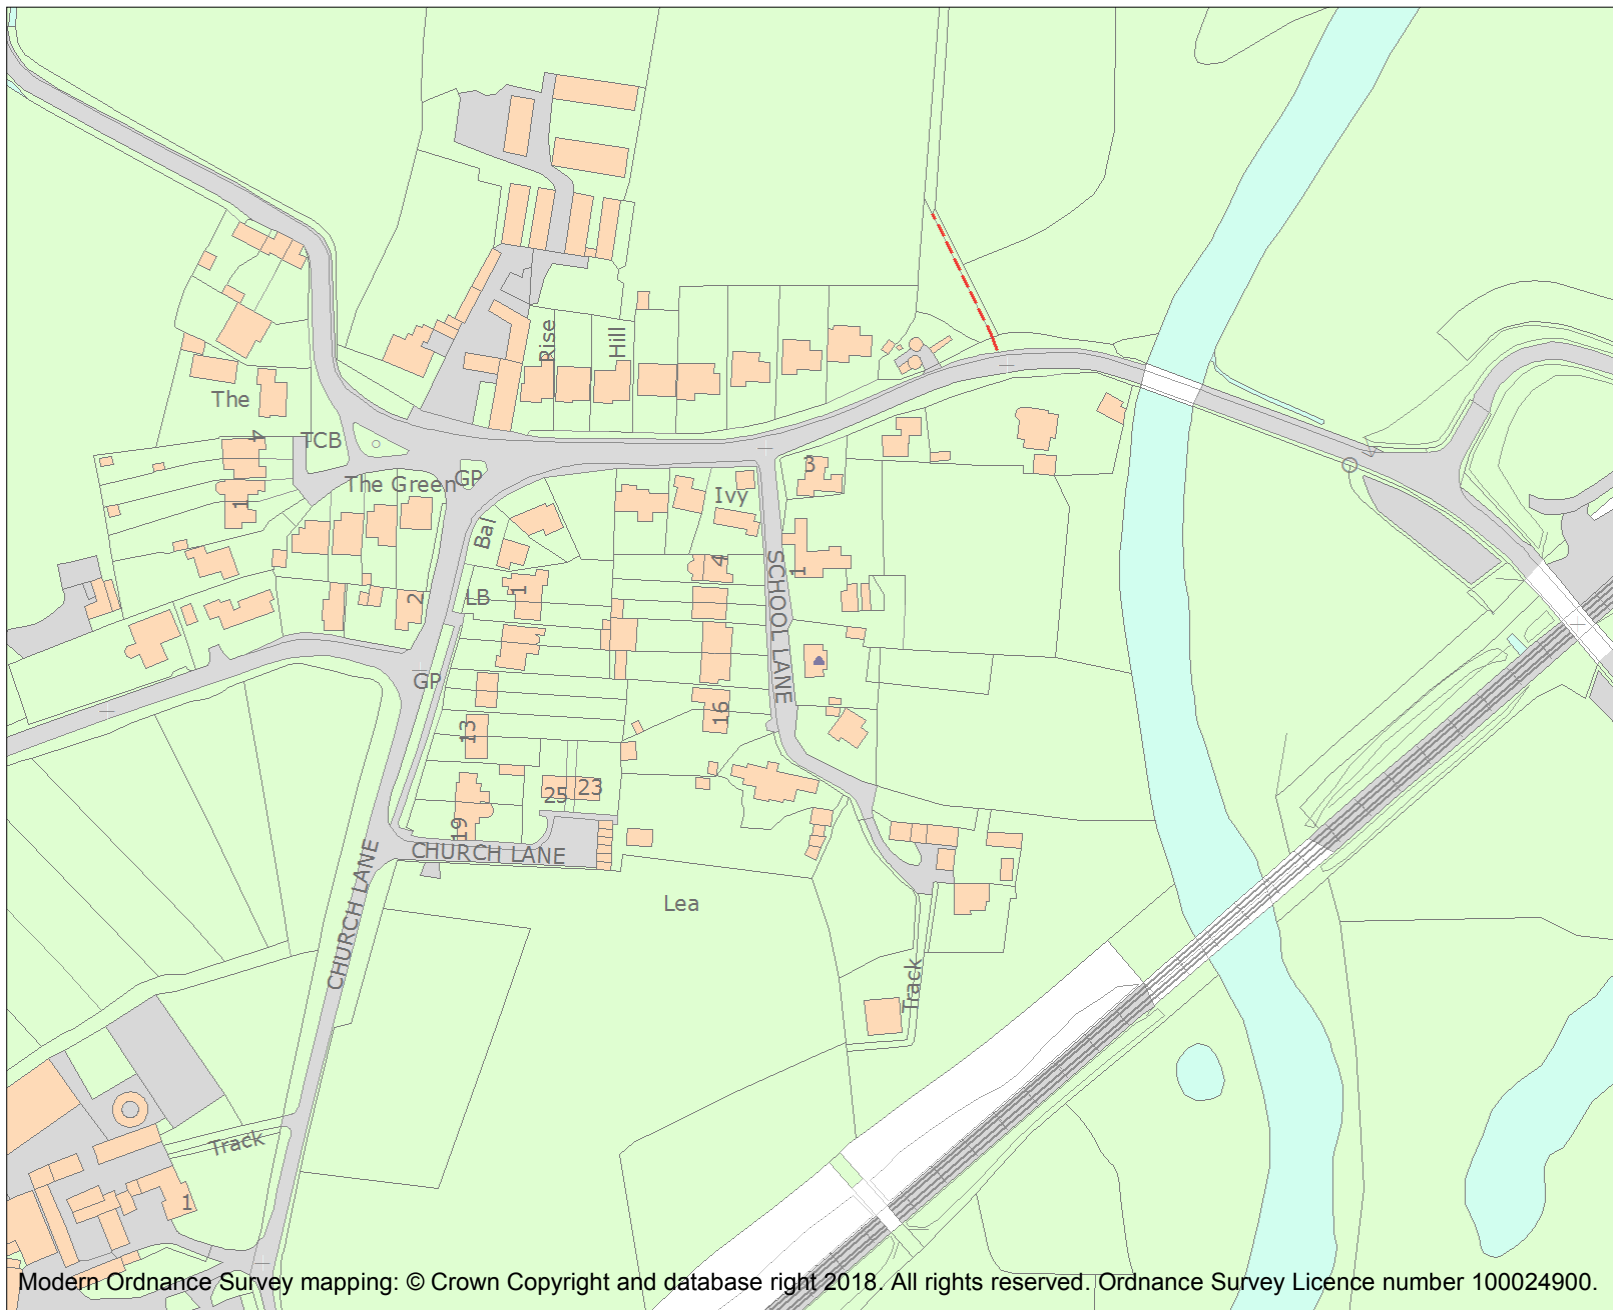 Rise
Hill
The
4
TCB
The Green
GP
3
Ivy
1
Bal
4
SCHOOL LANE
1
2
LB
1
GP
16
13
25
23
19
CHURCH LANE
CHURCH LANE
Lea
Track
Track
1
Modern Ordnance Survey mapping: © Crown Copyright and database right 2018. All rights reserved. Ordnance Survey Licence number 100024900.